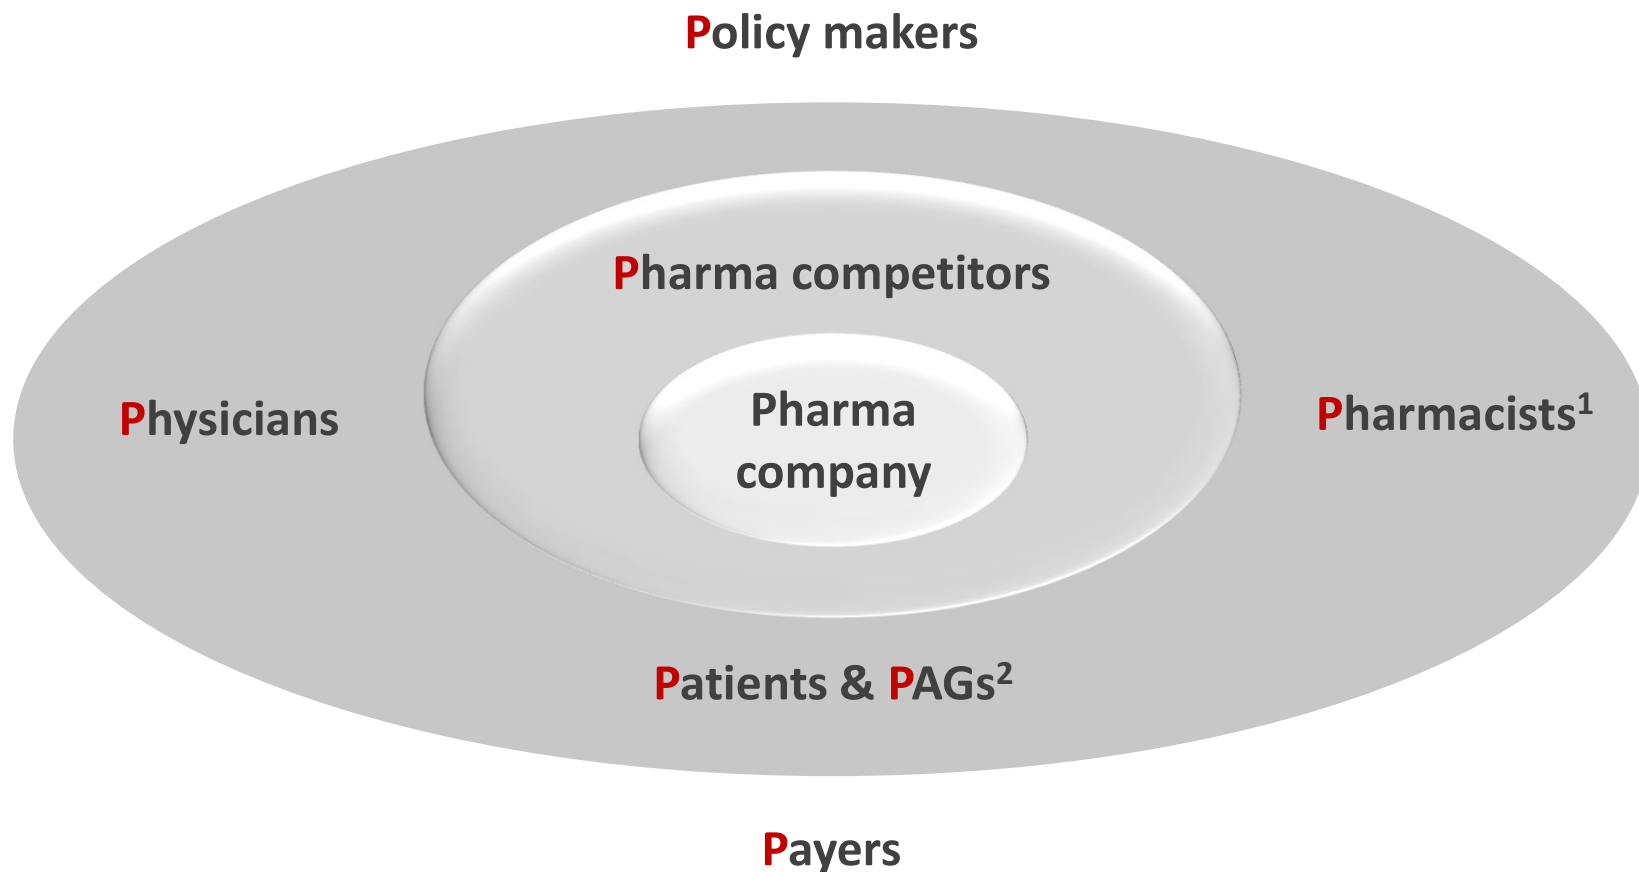 Policy makers
Pharma competitors
Physicians
Pharma
company
Pharmacists¹
Patients & PAGs²
Payers